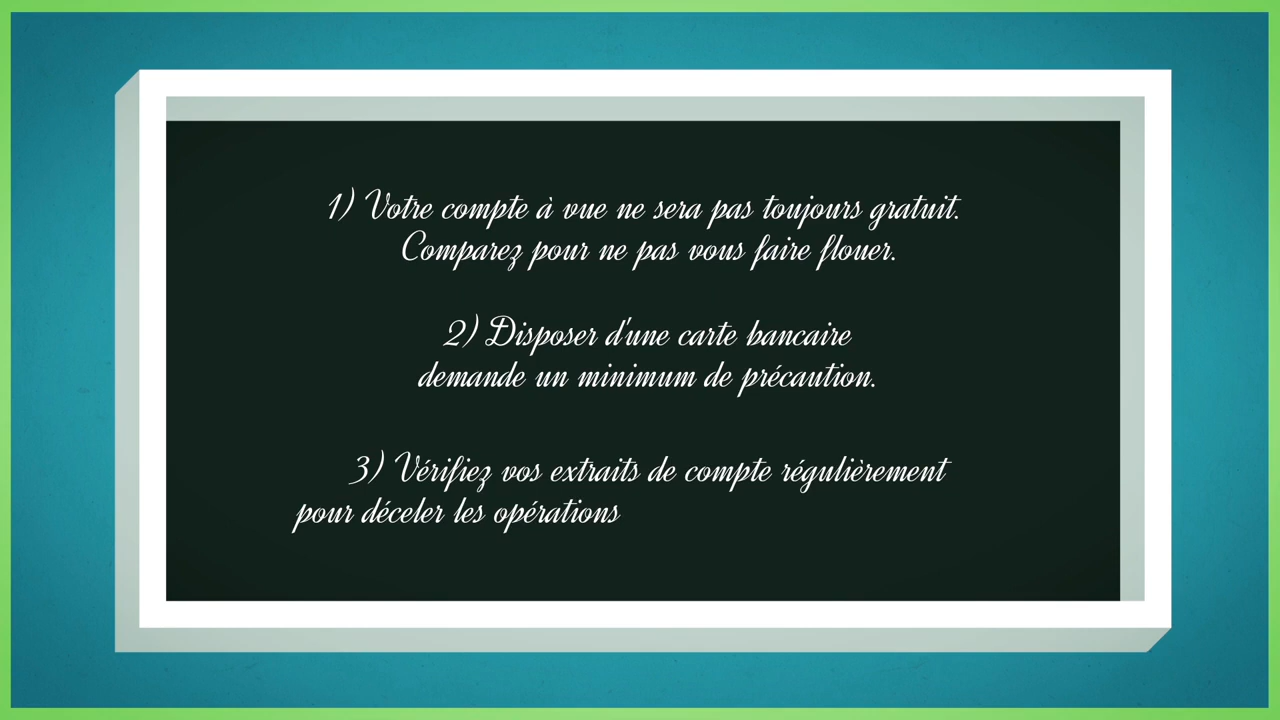 1) Votre compte à vue ne sera pas toujours gratuit.
Comparez pour ne pas vous faire flouer.
2) Disposer d'une carte bancaire
demande un minimum de précaution.
3) Vérifiez vos extraits de compte régulièrement
pour déceler les opérations